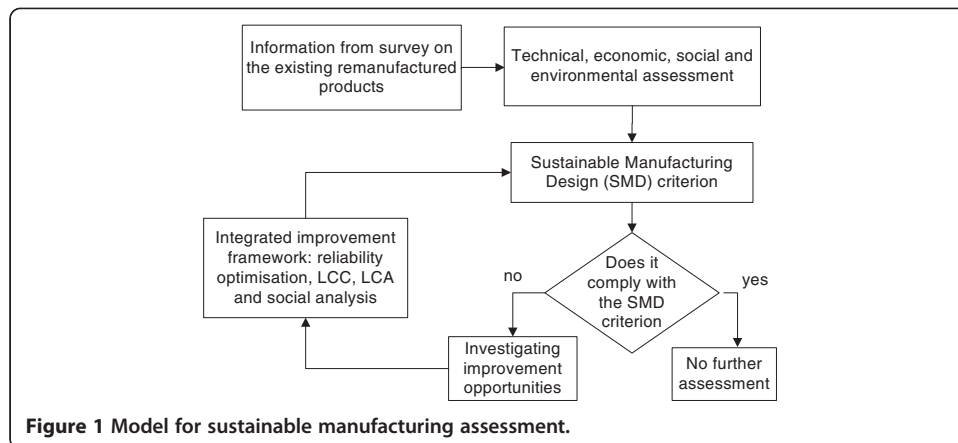 Information from survey on
the existing remanufactured
products
Technical, economic, social and
environmental assessment
Sustainable Manufacturing
Design (SMD) criterion
Integrated improvement
framework: reliability
optimisation, LCC, LCA
and social analysis
Does it
comply with
the SMD
criterion
no
yes
Investigating
improvement
opportunities
No further
assessment
Figure 1 Model for sustainable manufacturing assessment.